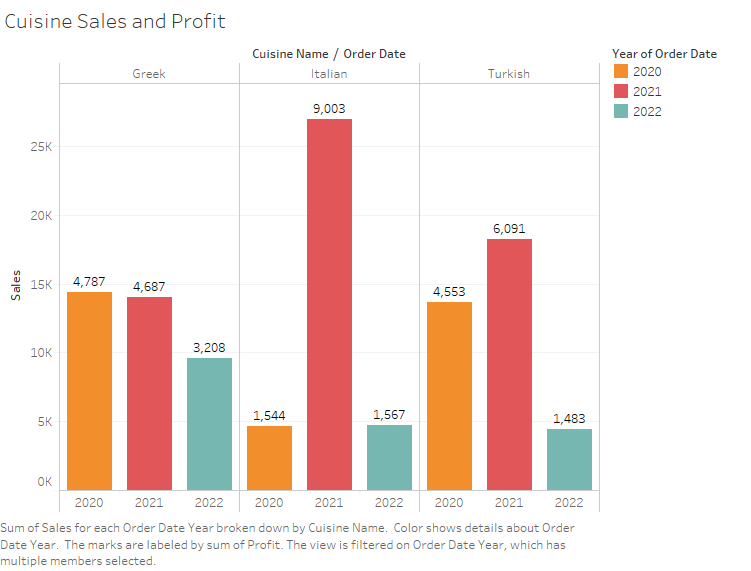 Cuisine Sales and Profit
Cuisine Name / Order Date
Greek Italian Turkish
Year of Order Date
2020
2021
2022
Sales
25K
20K
15K
10K
5K
0K
4,787
4,687
3,208
1,544
9,003
1,567
4,553
6,091
1,483
2020 2021 2022 2020 2021 2022 2020 2021 2022
Sum of Sales for each Order Date Year broken down by Cuisine Name. Color shows details about Order
Date Year. The marks are labeled by sum of Profit. The view is filtered on Order Date Year, which has
multiple members selected.